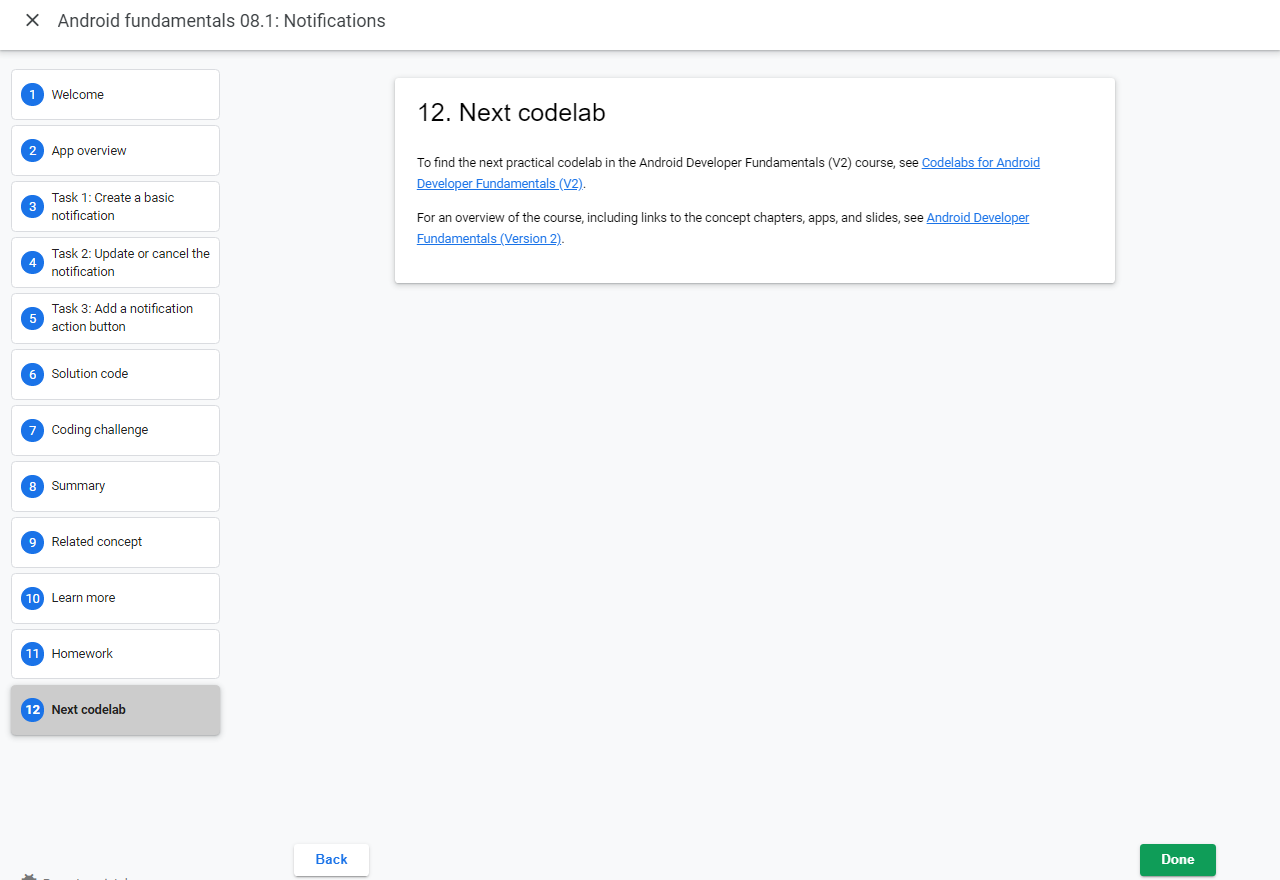 Android fundamentals 08.1: Notifications
1 Welcome
2 App overview
3 Task 1: Create a basic
notification
4 Task 2: Update or cancel the
notification
5 Task 3: Add a notification
action button
6 Solution code
7 Coding challenge
8 Summary
9 Related concept
10 Learn more
11 Homework
12 Next codelab
12. Next codelab
To find the next practical codelab in the Android Developer Fundamentals (V2) course, see Codelabs for Android
Developer Fundamentals (V2).
For an overview of the course, including links to the concept chapters, apps, and slides, see Android Developer
Fundamentals (Version 2).
Back
Done